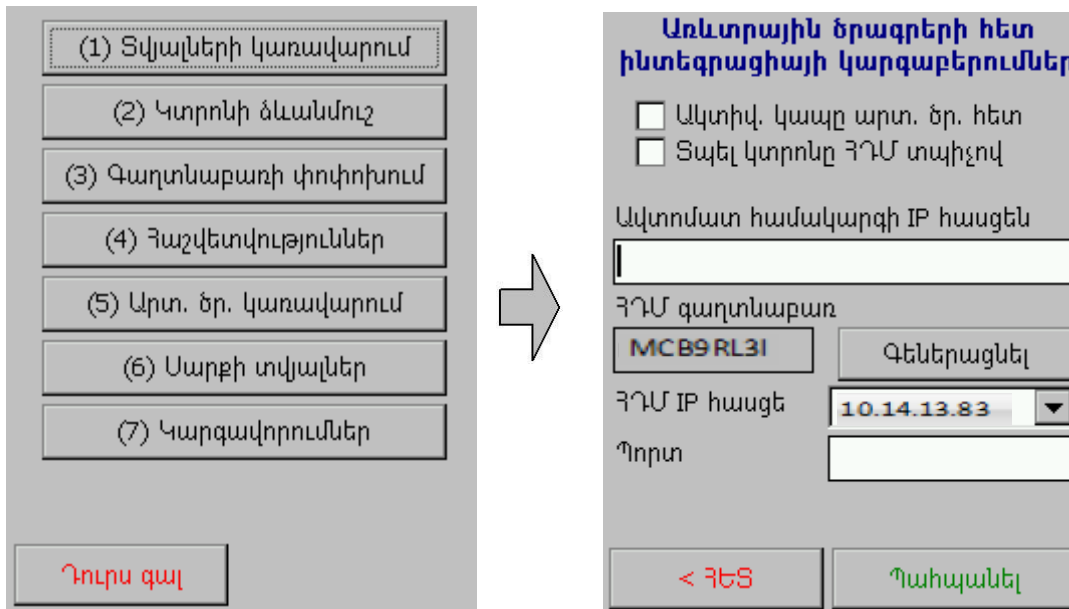 (1) Տվյալների կառավարում
(2) Կտրոնի ձևանմուշ
(3) Գաղտնաբառի փոփոխում
(4) Հաշվետվություններ
(5) Արտ. ծր. կառավարում
(6) Սարքի տվյալներ
(7) Կարգավորումներ
Դուրս գալ
Առևտրային ծրագրերի հետ
ինտեգրացիայի կարգաբերումներ
Ակտիվ. կապը արտ. ծր. հետ
Տպել կտրոնը ՀԴՄ տպիչով
Ավտոմատ համակարգի IP հասցեն
ՀԴՄ գաղտնաբառ
MCB9RL3I
Գեներացնել
ՀԴՄ IP հասցե
10.14.13.83
Պորտ
< ՀԵՏ
Պահպանել